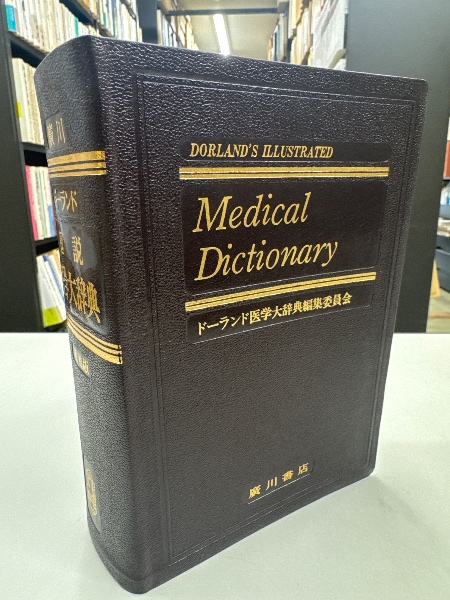 DORLAND'S ILLUSTRATED
Medical
Dictionary
ドーランド医学大辞典編集委員会
廣川書店
廣川
ーランド
説
大辞典